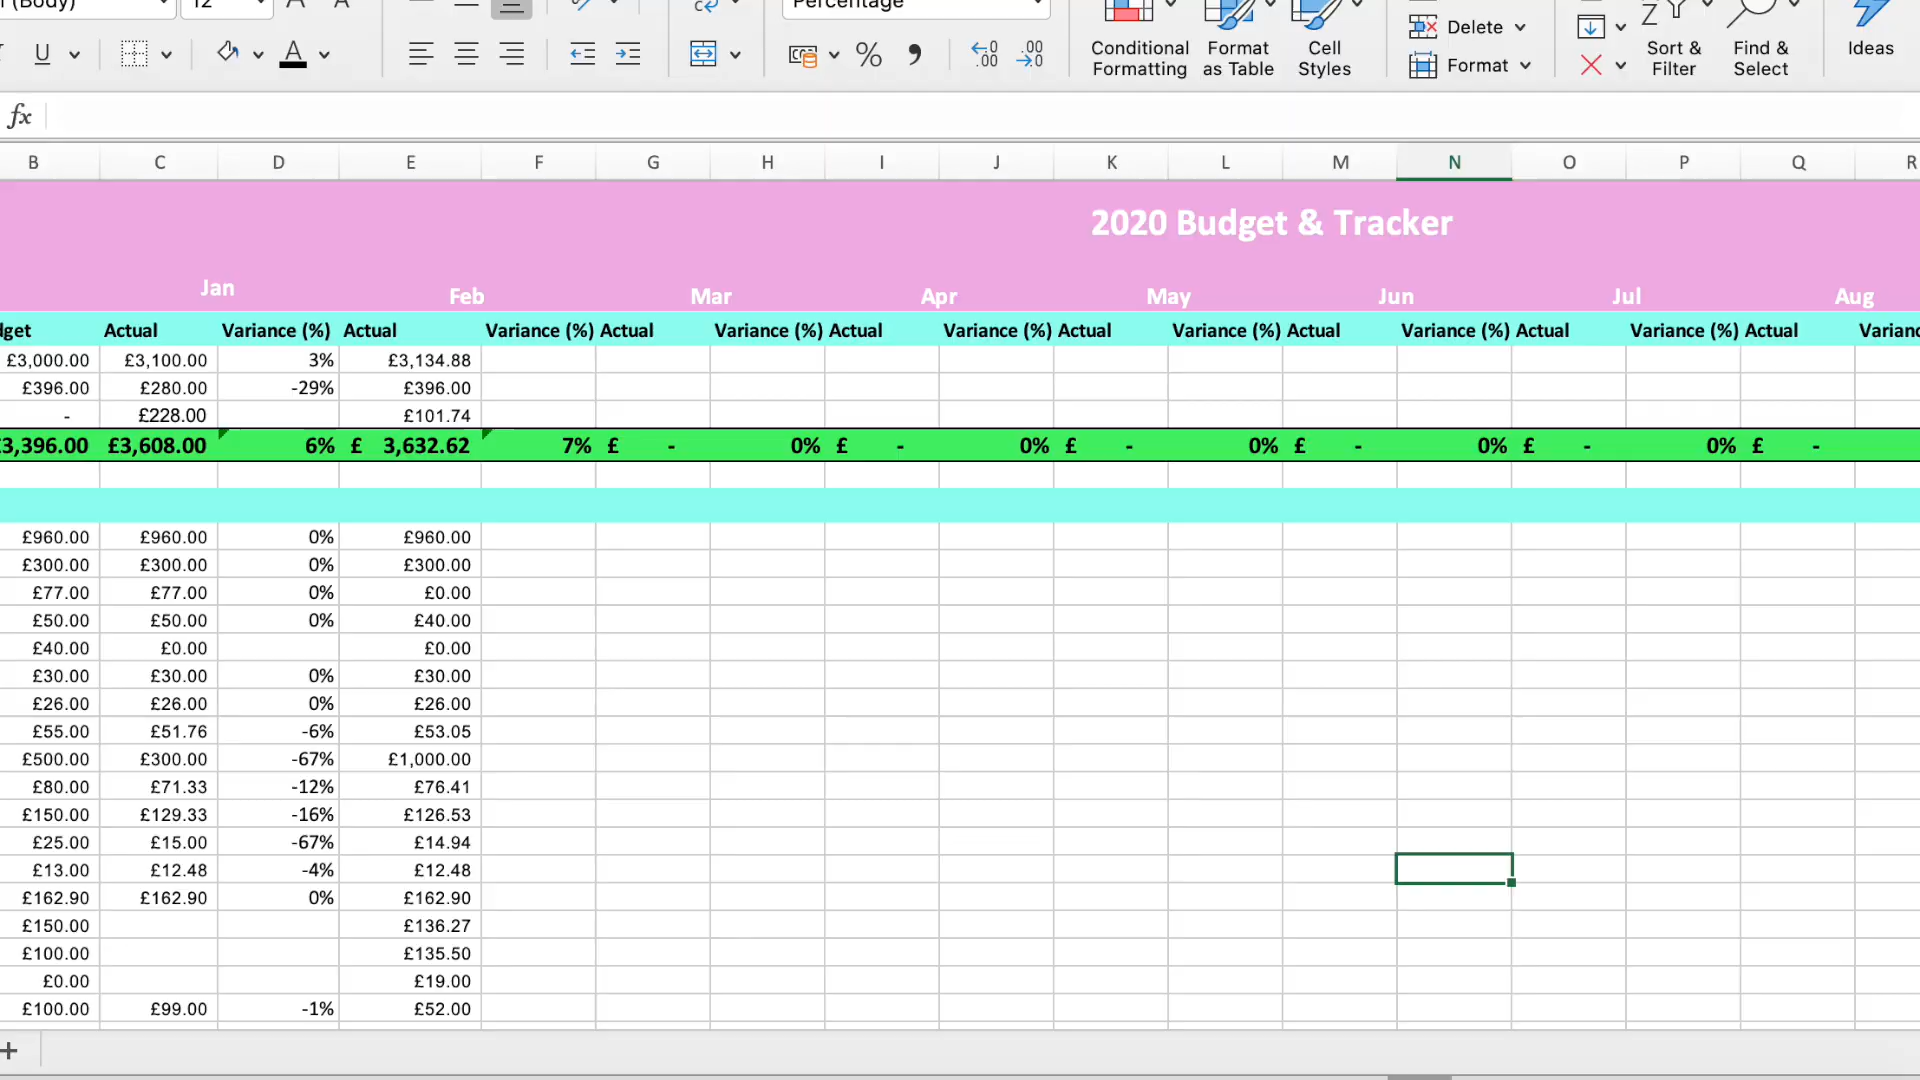 (Body) 12 A A Percentage
U A % , .00 .00 Conditional Formatting Format as Table Cell Styles Delete Format Sort & Filter Find & Select Ideas
fx
B C D E F G H I J K L M N O P Q R
2020 Budget & Tracker
Jan Feb Mar Apr May Jun Jul Aug
dget Actual Variance (%) Actual Variance (%) Actual Variance (%) Actual Variance (%) Actual Variance (%) Actual Variance (%) Actual Variance (%) Actual Varianc
£3,000.00 £3,100.00 3% £3,134.88
£396.00 £280.00 -29% £396.00
- £228.00 £101.74
£3,396.00 £3,608.00 6% £ 3,632.62 7% £ - 0% £ - 0% £ - 0% £ - 0% £ - 0% £ -
£960.00 £960.00 0% £960.00
£300.00 £300.00 0% £300.00
£77.00 £77.00 0% £0.00
£50.00 £50.00 0% £40.00
£40.00 £0.00 £0.00
£30.00 £30.00 0% £30.00
£26.00 £26.00 0% £26.00
£55.00 £51.76 -6% £53.05
£500.00 £300.00 -67% £1,000.00
£80.00 £71.33 -12% £76.41
£150.00 £129.33 -16% £126.53
£25.00 £15.00 -67% £14.94
£13.00 £12.48 -4% £12.48
£162.90 £162.90 0% £162.90
£150.00 £136.27
£100.00 £135.50
£0.00 £19.00
£100.00 £99.00 -1% £52.00